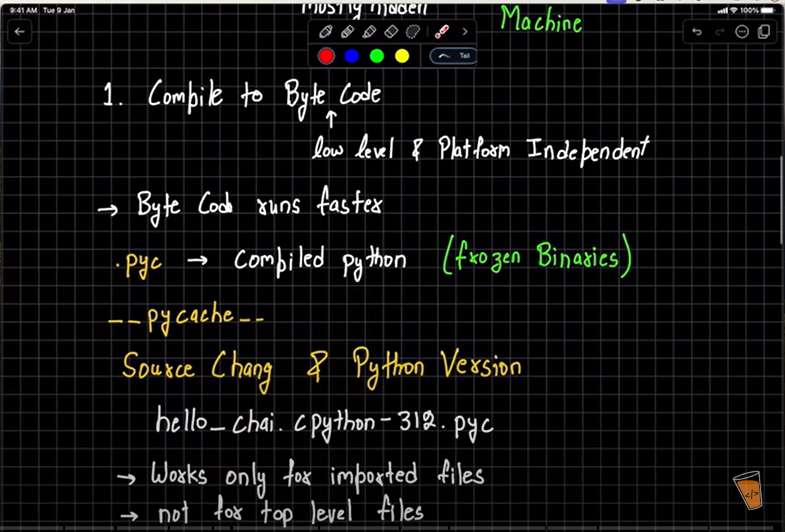 9:41 AM Tue 9 Jan
100%
mostly hidden
Machine
Tail
1. Compile to Byte Code
low level & Platform Independent
→ Byte Code runs faster
.pyc → compiled python (frozen Binaries)
__pycache__
Source Chang & Python Version
hello_chai.cpython-312.pyc
→ Works only for imported files
→ not for top level files